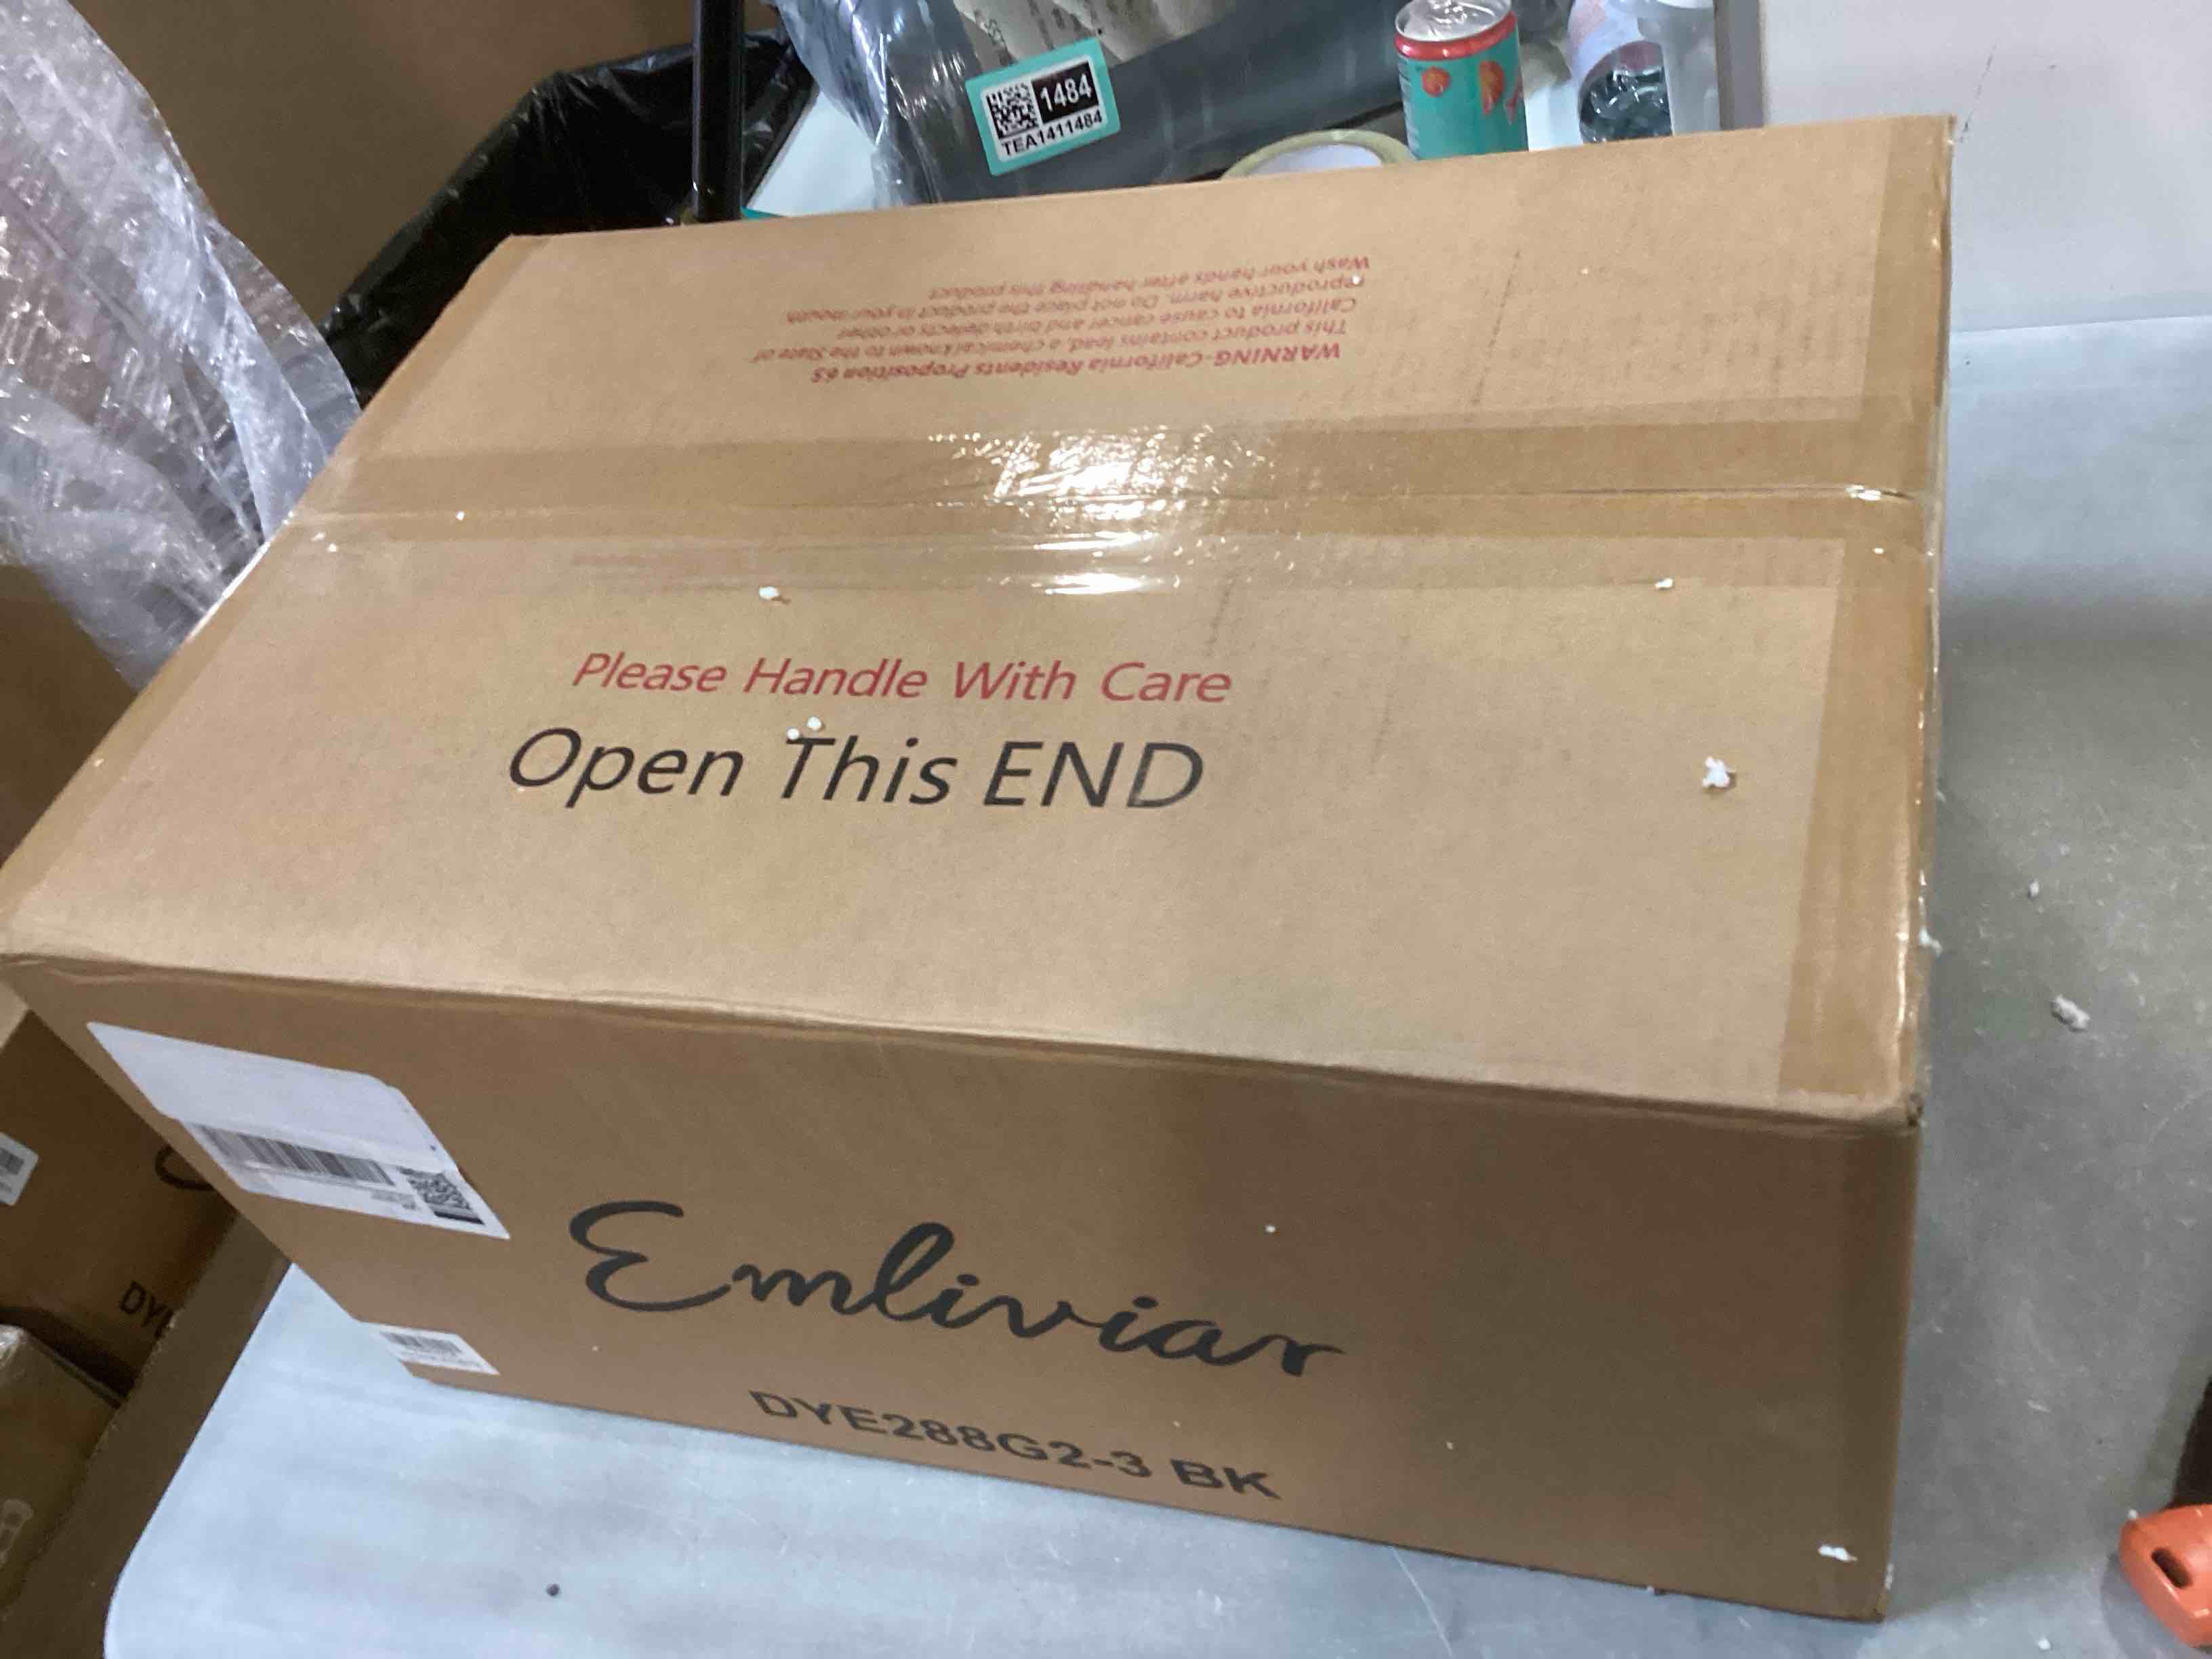 1484
TEA1411484
WARNING-California Residents Proposition 65
This product contains lead, a chemical known to the State of
California to cause cancer and birth defects or other
reproductive harm. Do not place the product in your mouth.
Wash your hands after handling this product
Please Handle With Care
Open This END
Emliviar
DYE288G2-3 BK
DY